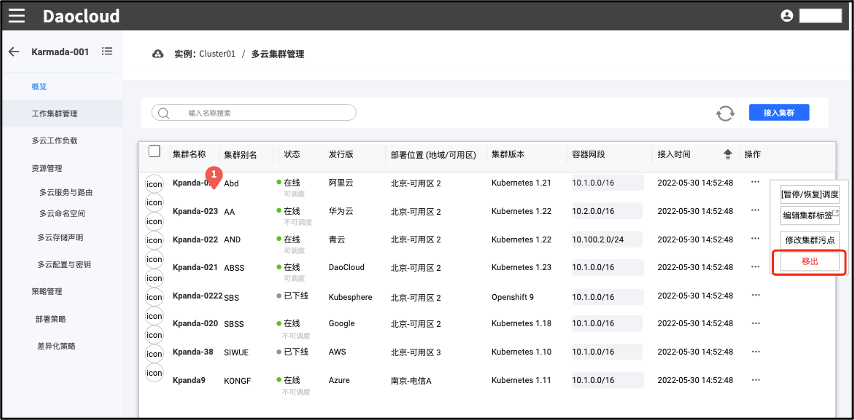 Daocloud
Karmada-001
实例: Cluster01 / 多云集群管理
概览
工作集群管理
多云工作负载
资源管理
多云服务与路由
多云命名空间
多云存储声明
多云配置与密钥
策略管理
部署策略
差异化策略
输入名称搜索
接入集群
集群名称 集群别名 状态 发行版 部署位置 (地域/可用区) 集群版本 容器网段 接入时间 操作
1
icon Abd 在线 阿里云 北京-可用区 2 Kubernetes 1.21 10.1.0.0/16 2022-05-30 14:52:48 ...
可调度
icon Kpanda-023 AA 在线 华为云 北京-可用区 2 Kubernetes 1.22 10.2.0.0/16 2022-05-30 14:52:48 ...
不可调度
icon Kpanda-022 AND 在线 青云 北京-可用区 2 Kubernetes 1.22 10.100.2.0/24 2022-05-30 14:52:48 ...
可调度
icon Kpanda-021 ABSS 在线 DaoCloud 北京-可用区 2 Kubernetes 1.23 10.1.0.0/16 2022-05-30 14:52:48 ...
可调度
icon Kpanda-0222 SBS 已下线 Kubesphere 北京-可用区 2 Openshift 9 10.1.0.0/16 2022-05-30 14:52:48 ...
icon Kpanda-020 SBSS 在线 Google 北京-可用区 2 Kubernetes 1.18 10.1.0.0/16 2022-05-30 14:52:48 ...
不可调度
icon Kpanda-38 SIWUE 已下线 AWS 北京-可用区 3 Kubernetes 1.10 10.1.0.0/16 2022-05-30 14:52:48 ...
icon Kpanda9 KONGF 在线 Azure 南京-电信A Kubernetes 1.11 10.1.0.0/16 2022-05-30 14:52:48 ...
不可调度
[暂停/恢复]调度
编辑集群标签
修改集群污点
移出